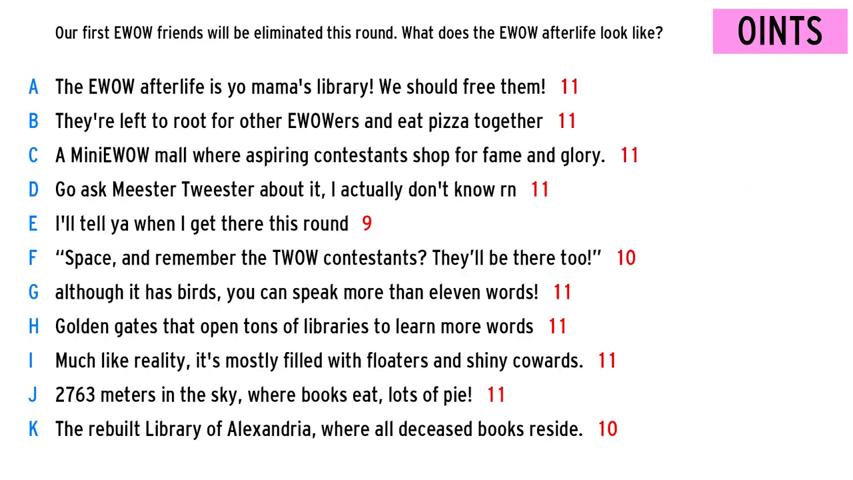 Our first EWOW friends will be eliminated this round. What does the EWOW afterlife look like?
OINTS
A The EWOW afterlife is yo mama's library! We should free them! 11
B They're left to root for other EWOWers and eat pizza together 11
C A MiniEWOW mall where aspiring contestants shop for fame and glory. 11
D Go ask Meester Tweester about it, I actually don't know rn 11
E I'll tell ya when I get there this round 9
F “Space, and remember the TWOW contestants? They’ll be there too!” 10
G although it has birds, you can speak more than eleven words! 11
H Golden gates that open tons of libraries to learn more words 11
I Much like reality, it's mostly filled with floaters and shiny cowards. 11
J 2763 meters in the sky, where books eat, lots of pie! 11
K The rebuilt Library of Alexandria, where all deceased books reside. 10